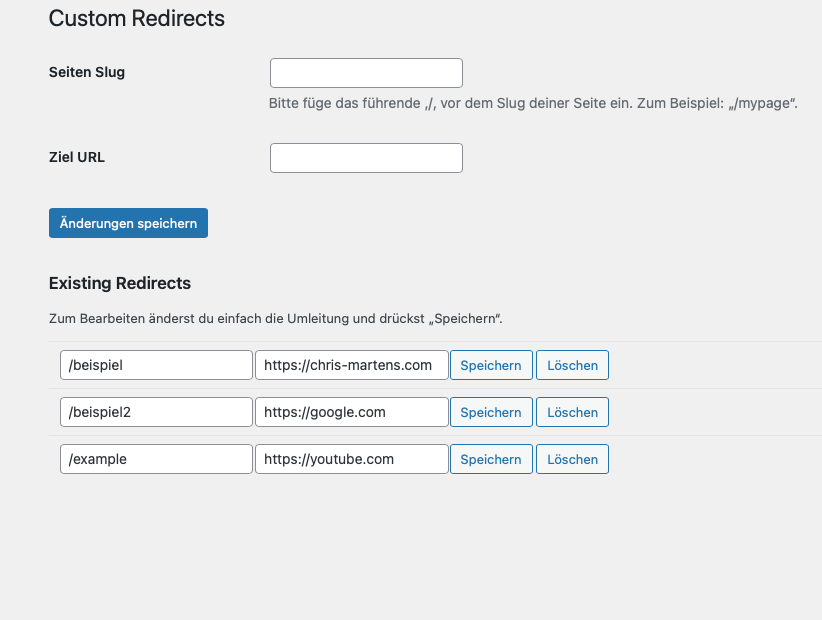 Custom Redirects
Seiten Slug
Bitte füge das führende ‚/, vor dem Slug deiner Seite ein. Zum Beispiel: „/mypage“.
Ziel URL
Änderungen speichern
Existing Redirects
Zum Bearbeiten änderst du einfach die Umleitung und drückst „Speichern“.
/beispiel https://chris-martens.com Speichern Löschen
/beispiel2 https://google.com Speichern Löschen
/example https://youtube.com Speichern Löschen